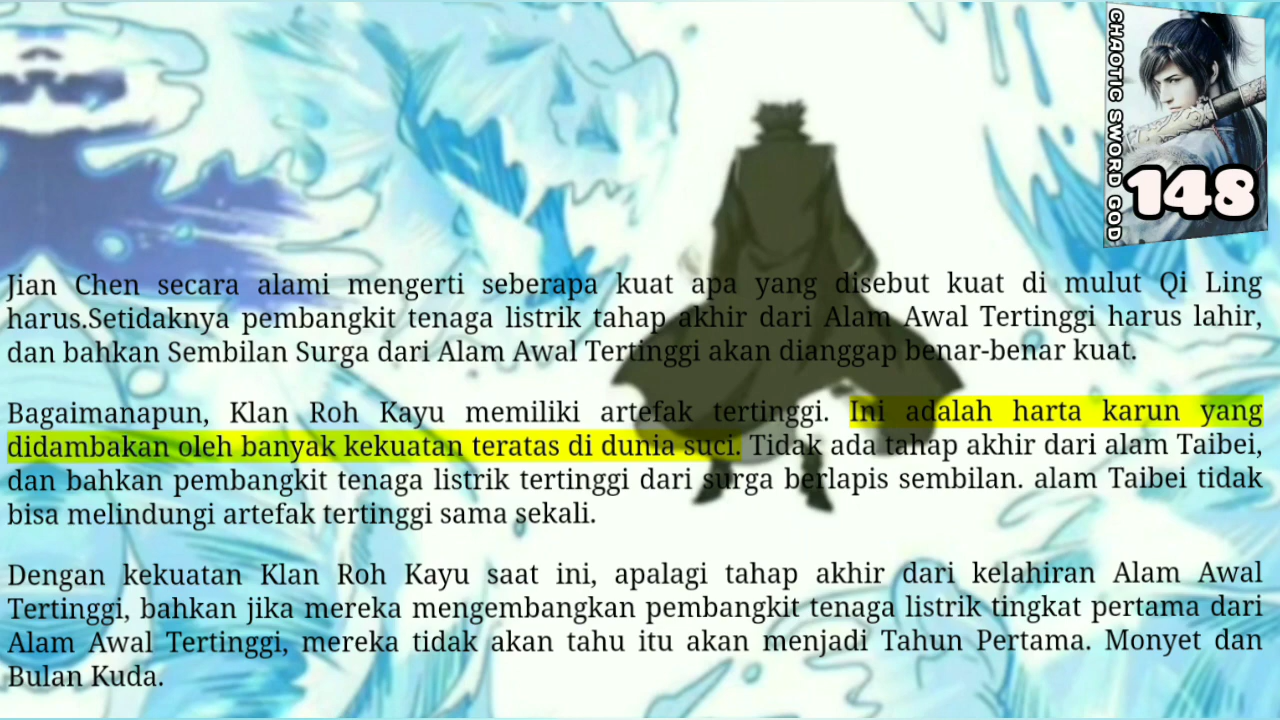 CHAOTIC SWORD GOD
148
Jian Chen secara alami mengerti seberapa kuat apa yang disebut kuat di mulut Qi Ling
harus.Setidaknya pembangkit tenaga listrik tahap akhir dari Alam Awal Tertinggi harus lahir,
dan bahkan Sembilan Surga dari Alam Awal Tertinggi akan dianggap benar-benar kuat.
Bagaimanapun, Klan Roh Kayu memiliki artefak tertinggi. Ini adalah harta karun yang
didambakan oleh banyak kekuatan teratas di dunia suci. Tidak ada tahap akhir dari alam Taibei,
dan bahkan pembangkit tenaga listrik tertinggi dari surga berlapis sembilan. alam Taibei tidak
bisa melindungi artefak tertinggi sama sekali.
Dengan kekuatan Klan Roh Kayu saat ini, apalagi tahap akhir dari kelahiran Alam Awal
Tertinggi, bahkan jika mereka mengembangkan pembangkit tenaga listrik tingkat pertama dari
Alam Awal Tertinggi, mereka tidak akan tahu itu akan menjadi Tahun Pertama. Monyet dan
Bulan Kuda.